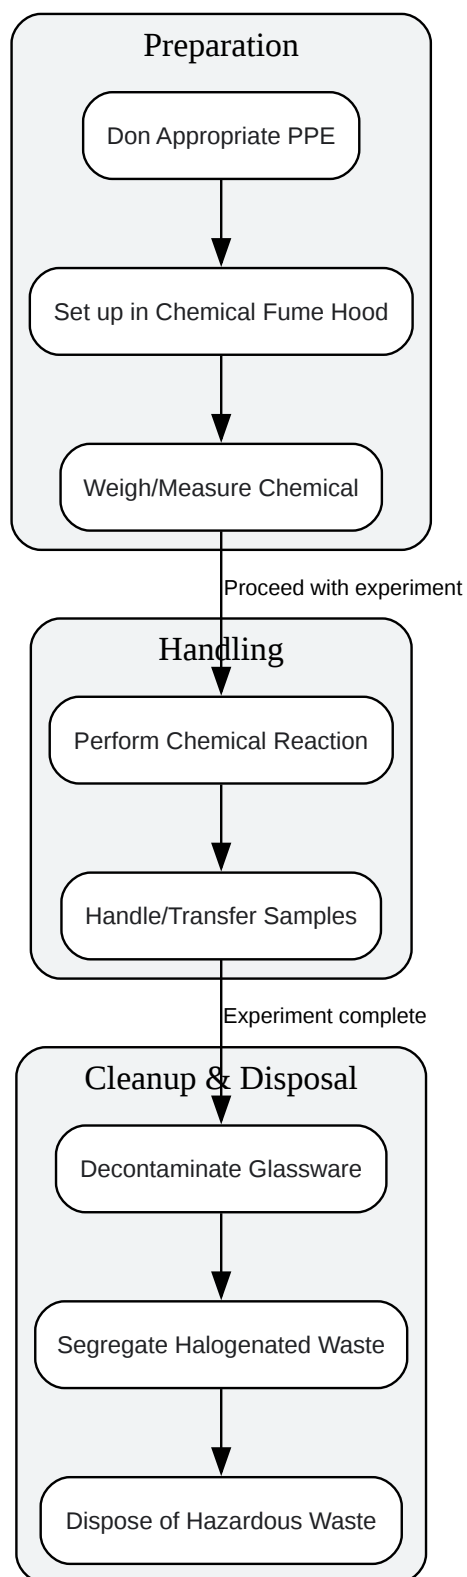 Preparation
Don Appropriate PPE
Set up in Chemical Fume Hood
Weigh/Measure Chemical
Proceed with experiment
Handling
Perform Chemical Reaction
Handle/Transfer Samples
Experiment complete
Cleanup & Disposal
Decontaminate Glassware
Segregate Halogenated Waste
Dispose of Hazardous Waste